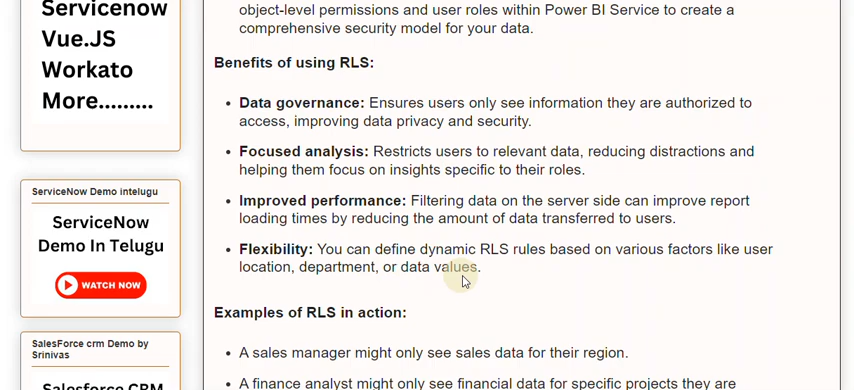 Servicenow
Vue.JS
Workato
More.........
ServiceNow Demo intelugu
ServiceNow
Demo In Telugu
WATCH NOW
SalesForce crm Demo by
Srinivas
Salesforce CRM
object-level permissions and user roles within Power BI Service to create a
comprehensive security model for your data.
Benefits of using RLS:
• Data governance: Ensures users only see information they are authorized to
access, improving data privacy and security.
• Focused analysis: Restricts users to relevant data, reducing distractions and
helping them focus on insights specific to their roles.
• Improved performance: Filtering data on the server side can improve report
loading times by reducing the amount of data transferred to users.
• Flexibility: You can define dynamic RLS rules based on various factors like user
location, department, or data values.
Examples of RLS in action:
• A sales manager might only see sales data for their region.
• A finance analyst might only see financial data for specific projects they are